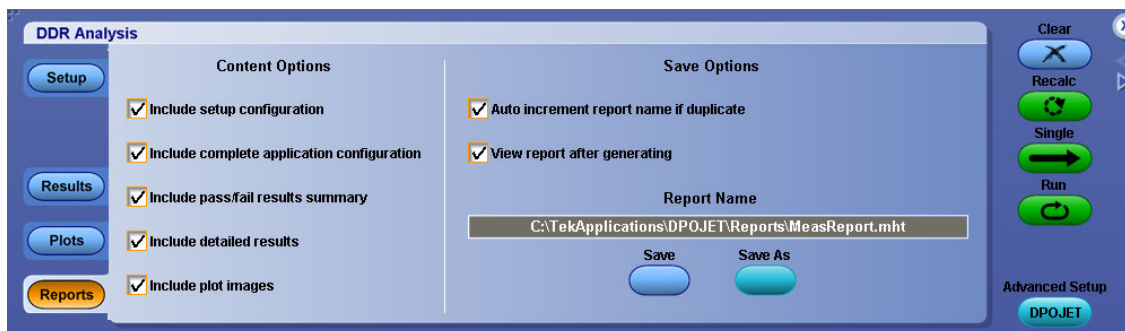 DDR Analysis
Setup
Results
Plots
Reports
Content Options
Include setup configuration
Include complete application configuration
Include pass/fail results summary
Include detailed results
Include plot images
Save Options
Auto increment report name if duplicate
View report after generating
Report Name
C:\TekApplications\DPOJET\Reports\MeasReport.mht
Save
Save As
Clear
Recalc
Single
Run
Advanced Setup
DPOJET